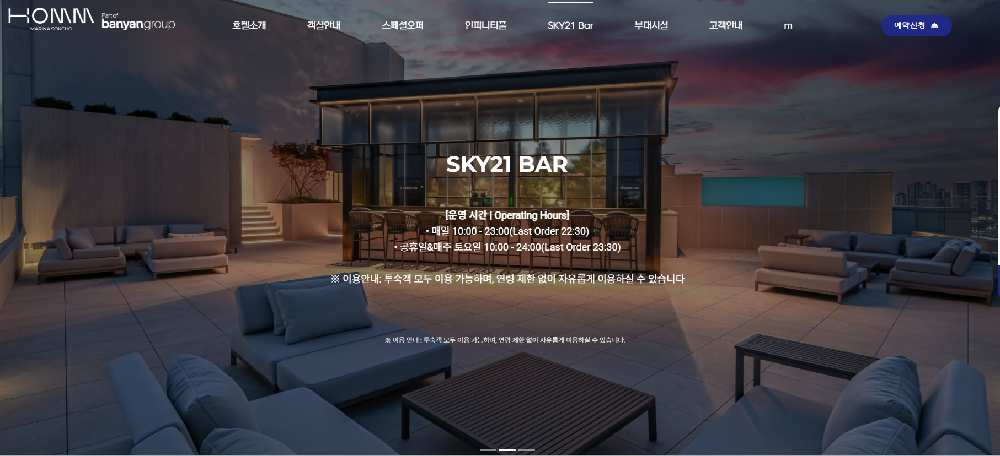 HOMM
MARINA SOKCHO
Part of
banyangroup
호텔소개
객실안내
스페셜오퍼
인피니티풀
SKY21 Bar
부대시설
고객안내
m
예약신청
SKY21 BAR
[운영 시간 | Operating Hours]
• 매일 10:00 - 23:00(Last Order 22:30)
• 공휴일&매주 토요일 10:00 - 24:00(Last Order 23:30)
※ 이용안내: 투숙객 모두 이용 가능하며, 연령 제한 없이 자유롭게 이용하실 수 있습니다
※ 이용 안내 : 투숙객 모두 이용 가능하며, 연령 제한 없이 자유롭게 이용하실 수 있습니다.